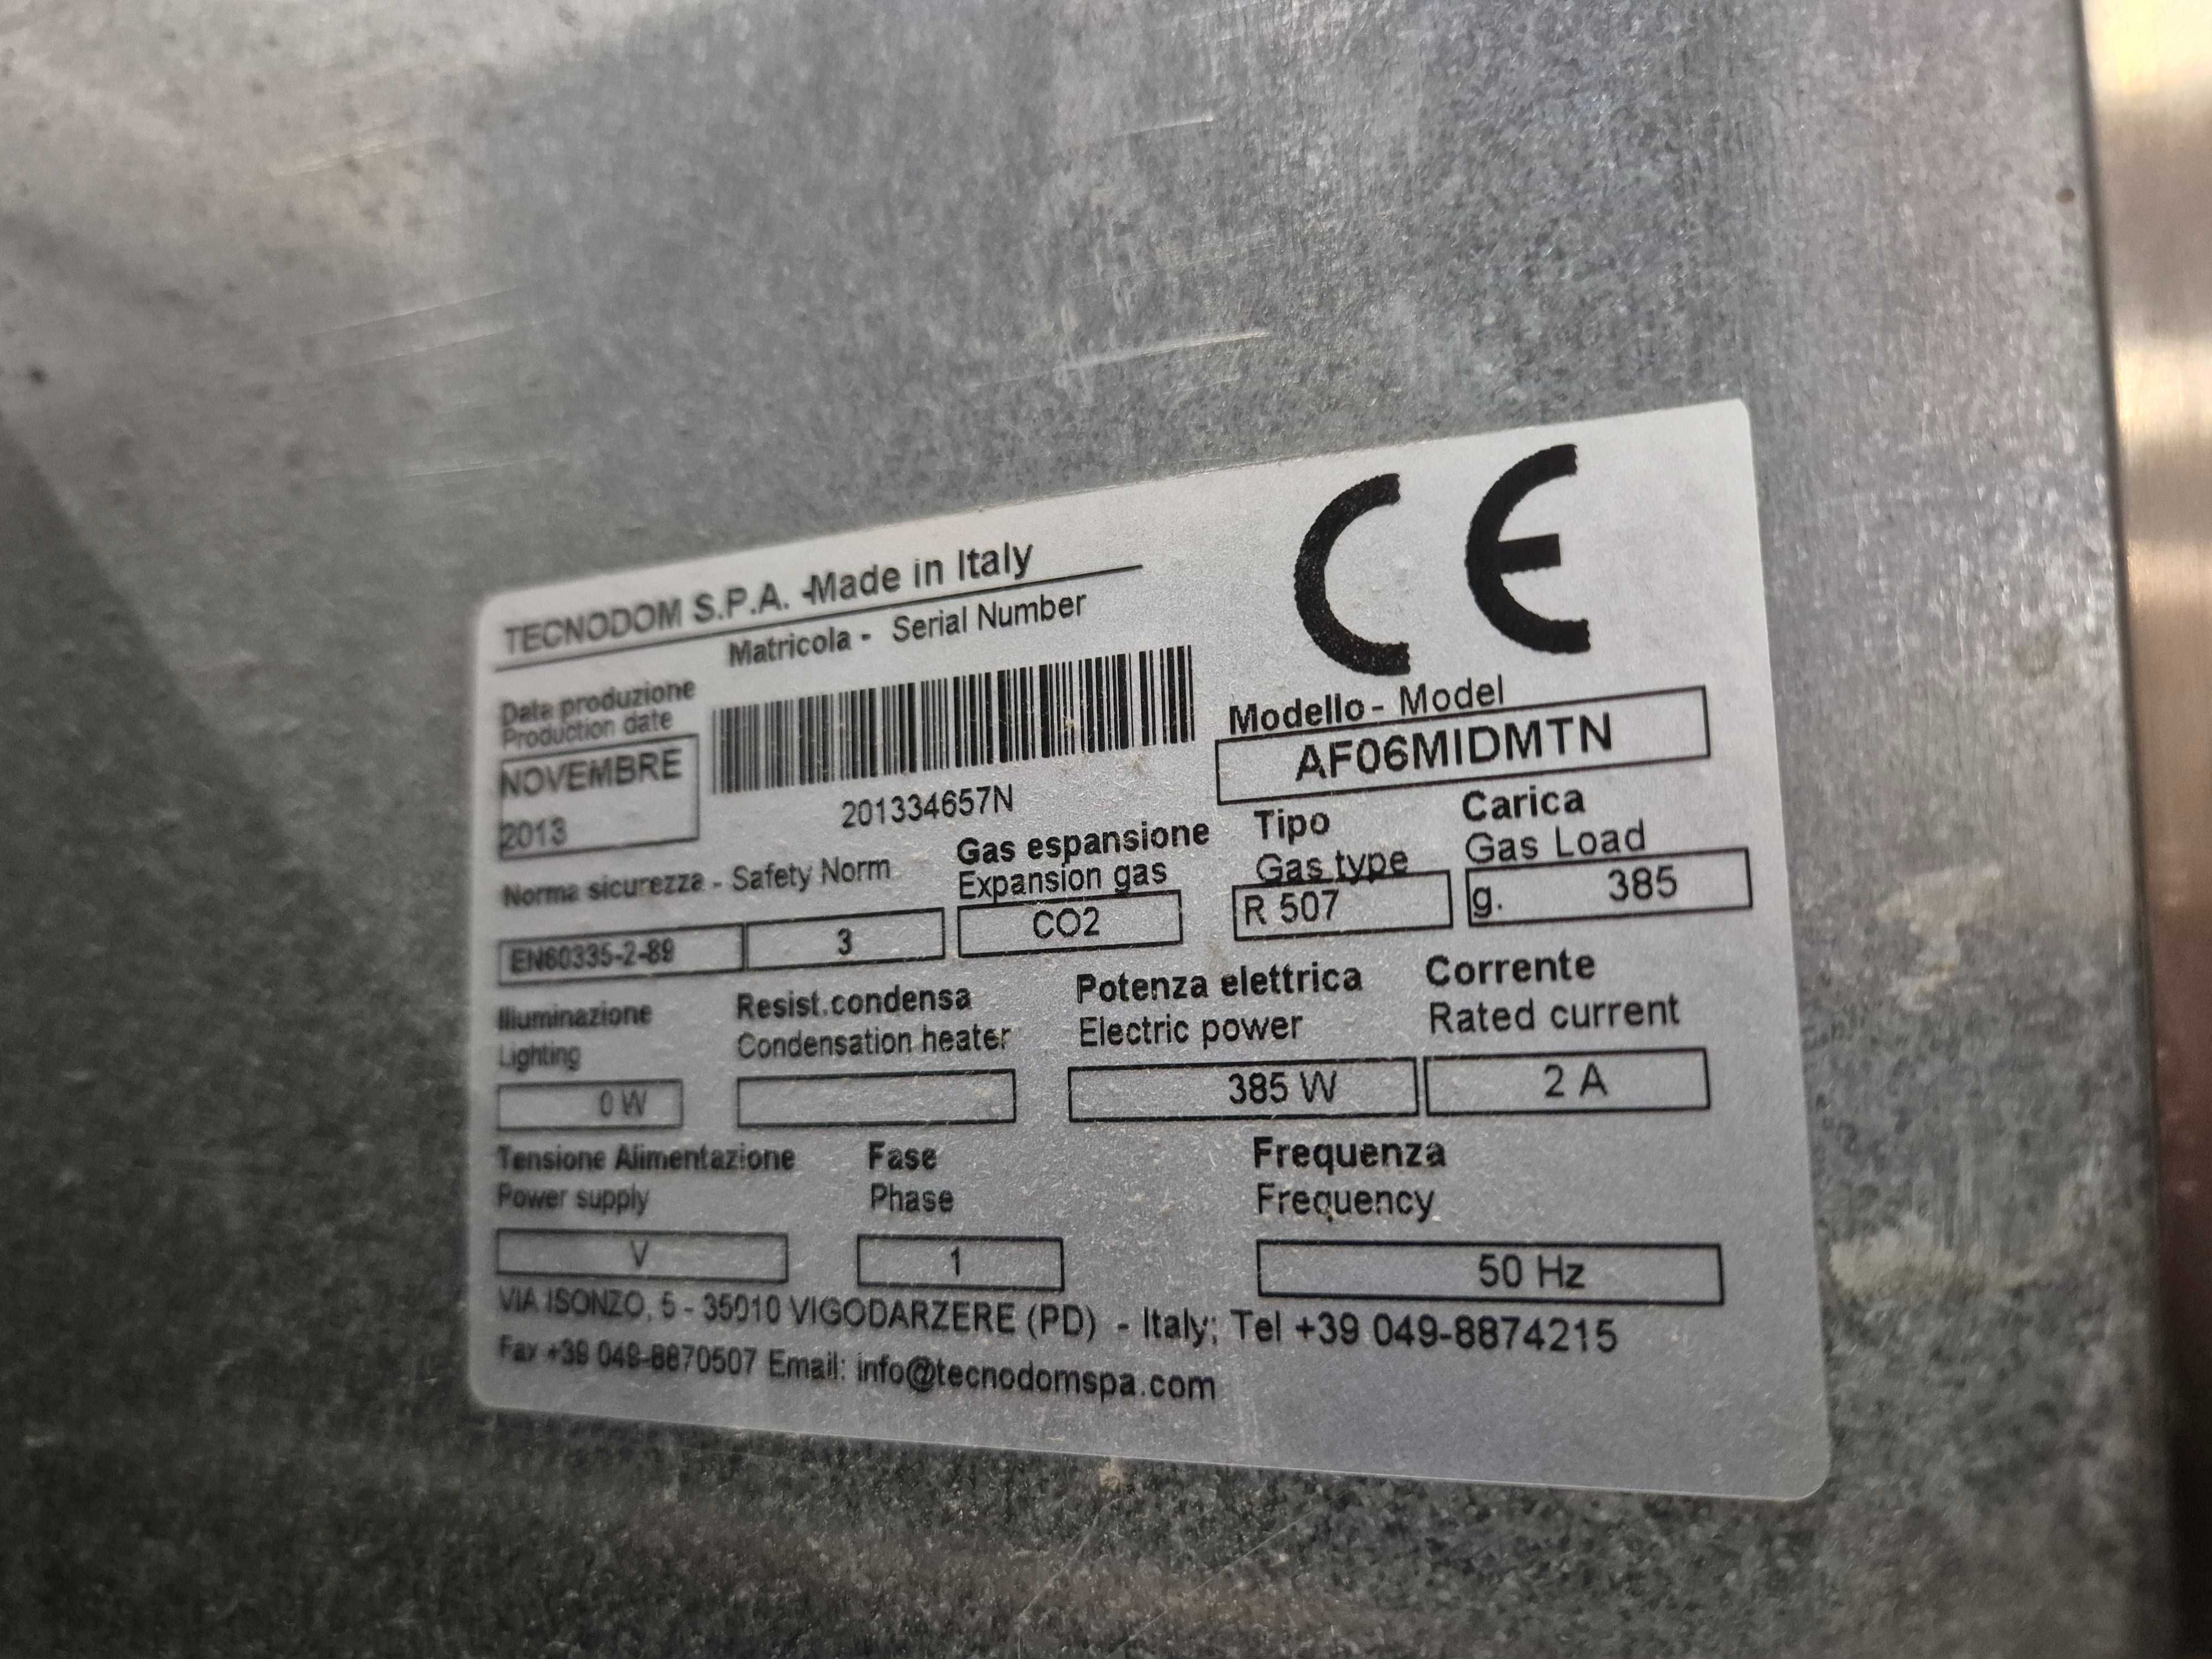 TECNODOM S.P.A. -Made in Italy
Matricola - Serial Number
CE
Data produzione
Production date
NOVEMBRE
2013
201334657N
Modello - Model
AF06MIDMTN
Norma sicurezza - Safety Norm
EN60335-2-89
3
Gas espansione
Expansion gas
CO2
Tipo
Gas type
R 507
Carica
Gas Load
g. 385
Illuminazione
Lighting
0 W
Resist.condensa
Condensation heater
Potenza elettrica
Electric power
385 W
Corrente
Rated current
2 A
Tensione Alimentazione
Power supply
V
Fase
Phase
1
Frequenza
Frequency
50 Hz
VIA ISONZO, 5 - 35010 VIGODARZERE (PD) - Italy; Tel +39 049-8874215
Fax +39 049-8870507 Email: info@tecnodomspa.com